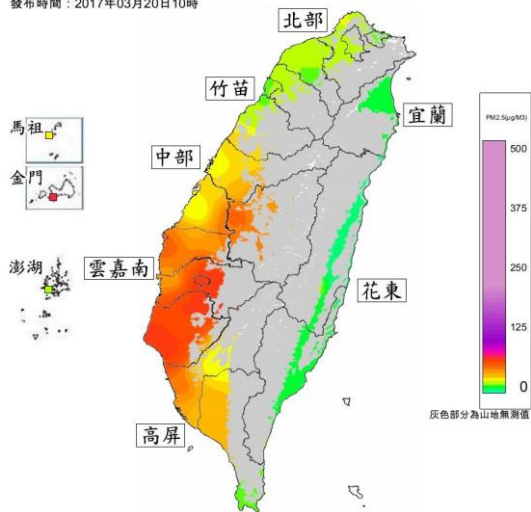 發布時間：2017年03月20日10時
北部
竹苗
宜蘭
馬祖
中部
金門
雲嘉南
澎湖
花東
高屏
PM2.5(μg/M3)
500
125
0
灰色部分為山地無測值